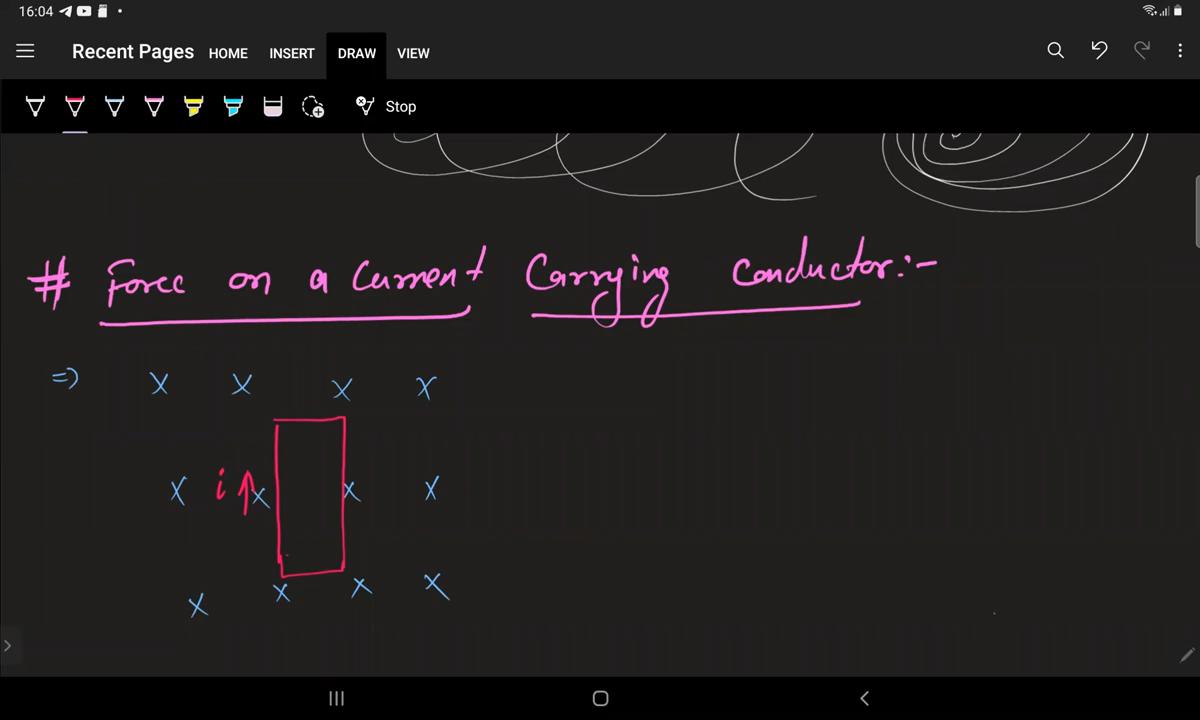 16:04
Recent Pages HOME INSERT DRAW VIEW
Stop
# Force on a Current Carrying Conductor:-
=> X X X X
X i ↑ X X X
X X X X